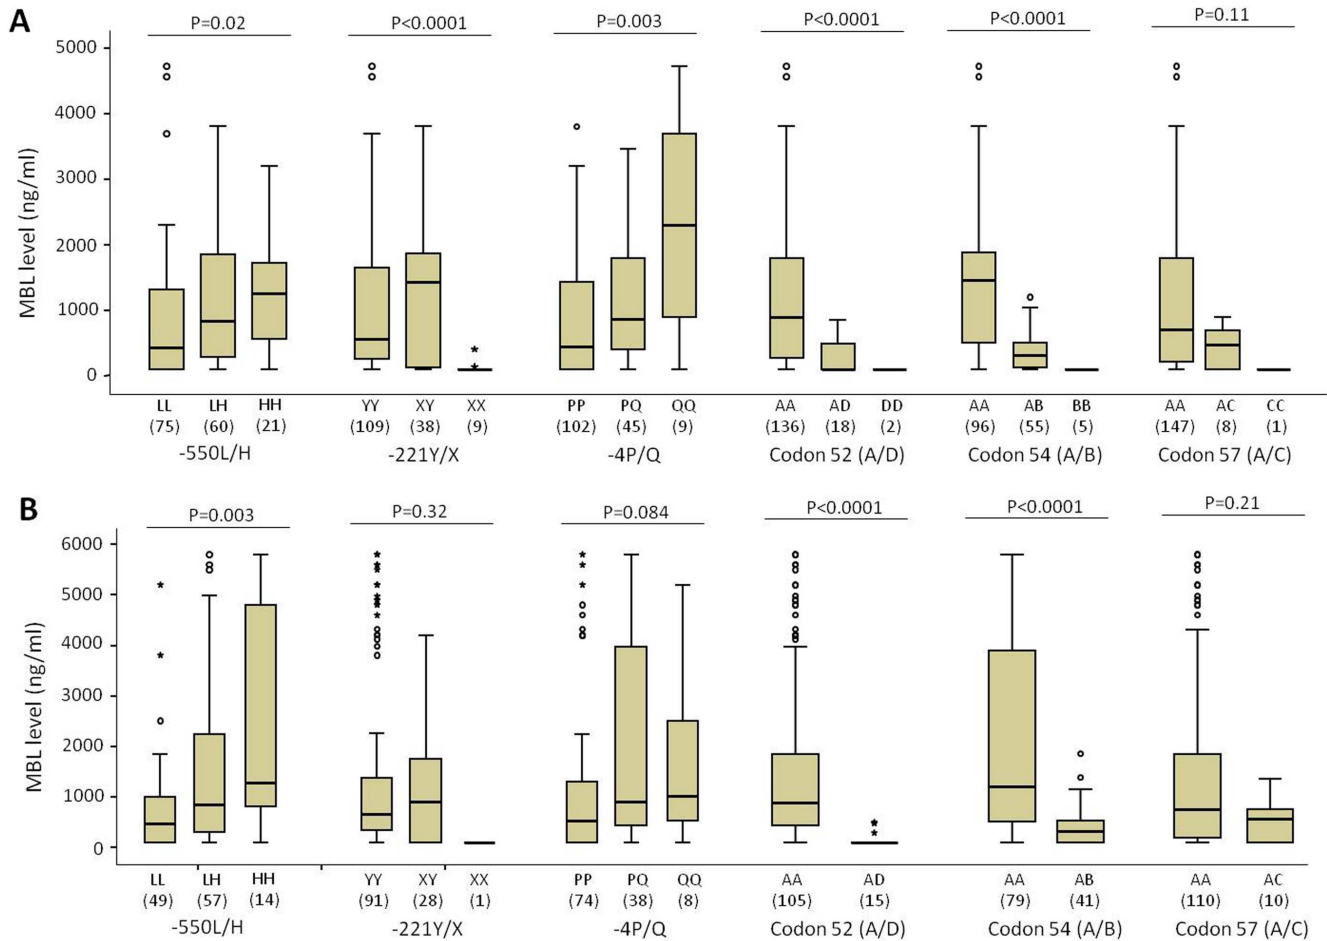 A
P=0.02 P<0.0001 P=0.003 P<0.0001 P<0.0001 P=0.11
5000
4000
3000
2000
1000
0
MBL level (ng/ml)
LL LH HH YY XY XX PP PQ QQ AA AD DD AA AB BB AA AC CC
(75) (60) (21) (109) (38) (9) (102) (45) (9) (136) (18) (2) (96) (55) (5) (147) (8) (1)
-550L/H -221Y/X -4P/Q Codon 52 (A/D) Codon 54 (A/B) Codon 57 (A/C)
B
P=0.003 P=0.32 P=0.084 P<0.0001 P<0.0001 P=0.21
6000
5000
4000
3000
2000
1000
0
MBL level (ng/ml)
LL LH HH YY XY XX PP PQ QQ AA AD AA AB AA AC
(49) (57) (14) (91) (28) (1) (74) (38) (8) (105) (15) (79) (41) (110) (10)
-550L/H -221Y/X -4P/Q Codon 52 (A/D) Codon 54 (A/B) Codon 57 (A/C)